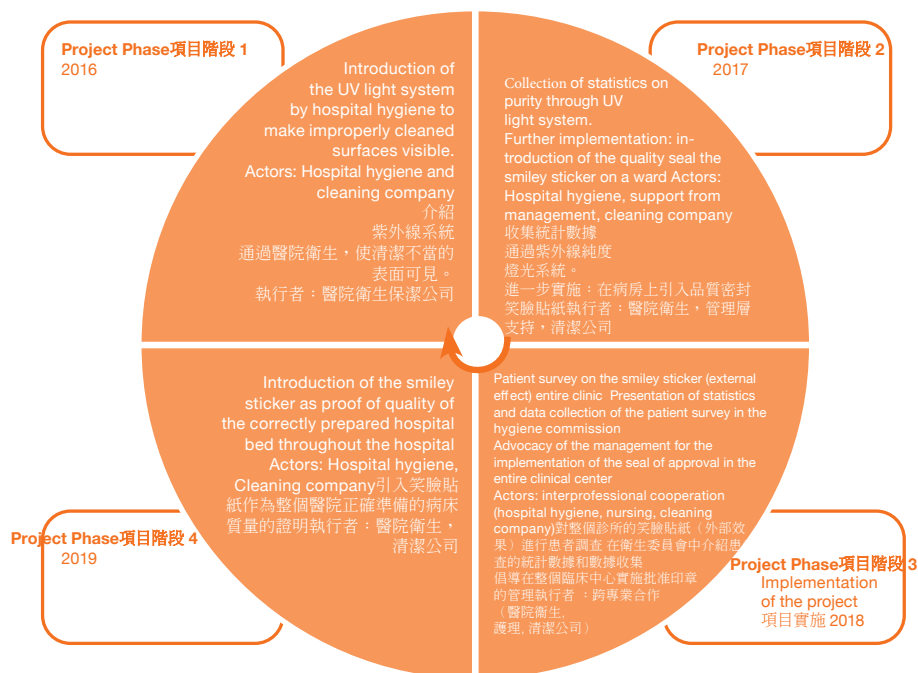 Project Phase項目階段 1
2016
Introduction of
the UV light system
by hospital hygiene to
make improperly cleaned
surfaces visible.
Actors: Hospital hygiene and
cleaning company
介紹
紫外線系統
通過醫院衛生，使清潔不當的
表面可見。
執行者：醫院衛生保潔公司
Project Phase項目階段 2
2017
Collection of statistics on
purity through UV
light system.
Further implementation: in-
troduction of the quality seal the
smiley sticker on a ward Actors:
Hospital hygiene, support from
management, cleaning company
收集統計數據
通過紫外線純度
燈光系統。
進一步實施：在病房上引入品質密封
笑臉貼紙執行者：醫院衛生，管理層
支持，清潔公司
Patient survey on the smiley sticker (external
effect) entire clinic Presentation of statistics
and data collection of the patient survey in the
hygiene commission
Advocacy of the management for the
implementation of the seal of approval in the
entire clinical center
Actors: interprofessional cooperation
(hospital hygiene, nursing, cleaning
company)對整個診所的笑臉貼紙（外部效
果）進行患者調查 在衛生委員會中介紹患
查的統計數據和數據收集
倡導在整個臨床中心實施批准印章
的管理執行者 ：跨專業合作
（醫院衛生,
護理, 清潔公司）
Project Phase項目階段 3
Implementation
of the project
項目實施 2018
Introduction of the smiley
sticker as proof of quality of
the correctly prepared hospital
bed throughout the hospital
Actors: Hospital hygiene,
Cleaning company引入笑臉貼
紙作為整個醫院正確準備的病床
質量的證明執行者：醫院衛生，
清潔公司
Project Phase項目階段 4
2019